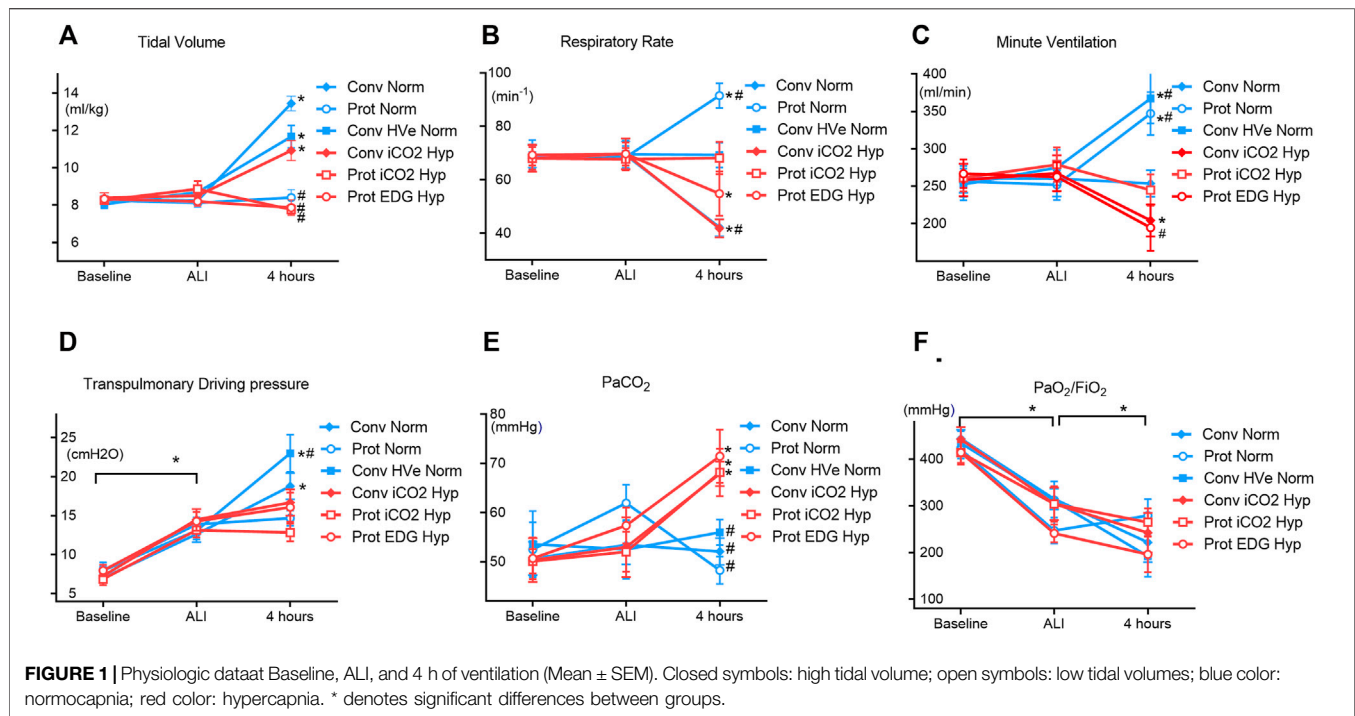 A
Tidal Volume
14
(ml/kg)
12
10
8
6
Baseline
ALI
4 hours
*
*
*
#
#
#
Conv Norm
Prot Norm
Conv HVe Norm
Conv iCO2 Hyp
Prot iCO2 Hyp
Prot EDG Hyp
B
Respiratory Rate
100
(min-1)
80
60
40
Baseline
ALI
4 hours
*#
*
*#
Conv Norm
Prot Norm
Conv HVe Norm
Conv iCO2 Hyp
Prot iCO2 Hyp
Prot EDG Hyp
C
Minute Ventilation
400
(ml/min)
350
300
250
200
Baseline
ALI
4 hours
*#
*#
*
#
Conv Norm
Prot Norm
Conv HVe Norm
Conv iCO2 Hyp
Prot iCO2 Hyp
Prot EDG Hyp
D
Transpulmonary Driving pressure
25
(cmH2O)
20
15
10
5
Baseline
ALI
4 hours
*
*#
*
Conv Norm
Prot Norm
Conv HVe Norm
Conv iCO2 Hyp
Prot iCO2 Hyp
Prot EDG Hyp
E
PaCO2
80
(mmHg)
70
60
50
Baseline
ALI
4 hours
*
*
*
#
#
#
Conv Norm
Prot Norm
Conv HVe Norm
Conv iCO2 Hyp
Prot iCO2 Hyp
Prot EDG Hyp
F
PaO2/FiO2
(mmHg)
400
300
200
100
Baseline
ALI
4 hours
*
*
Conv Norm
Prot Norm
Conv HVe Norm
Conv iCO2 Hyp
Prot iCO2 Hyp
Prot EDG Hyp
FIGURE 1 | Physiologic dataat Baseline, ALI, and 4 h of ventilation (Mean ± SEM). Closed symbols: high tidal volume; open symbols: low tidal volumes; blue color:
normocapnia; red color: hypercapnia. * denotes significant differences between groups.